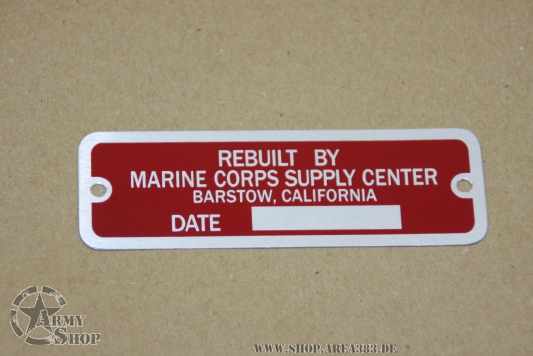 REBUILT BY
MARINE CORPS SUPPLY CENTER
BARSTOW, CALIFORNIA
DATE
ARMY
SHOP
WWW.SHOP.AREA383.DE